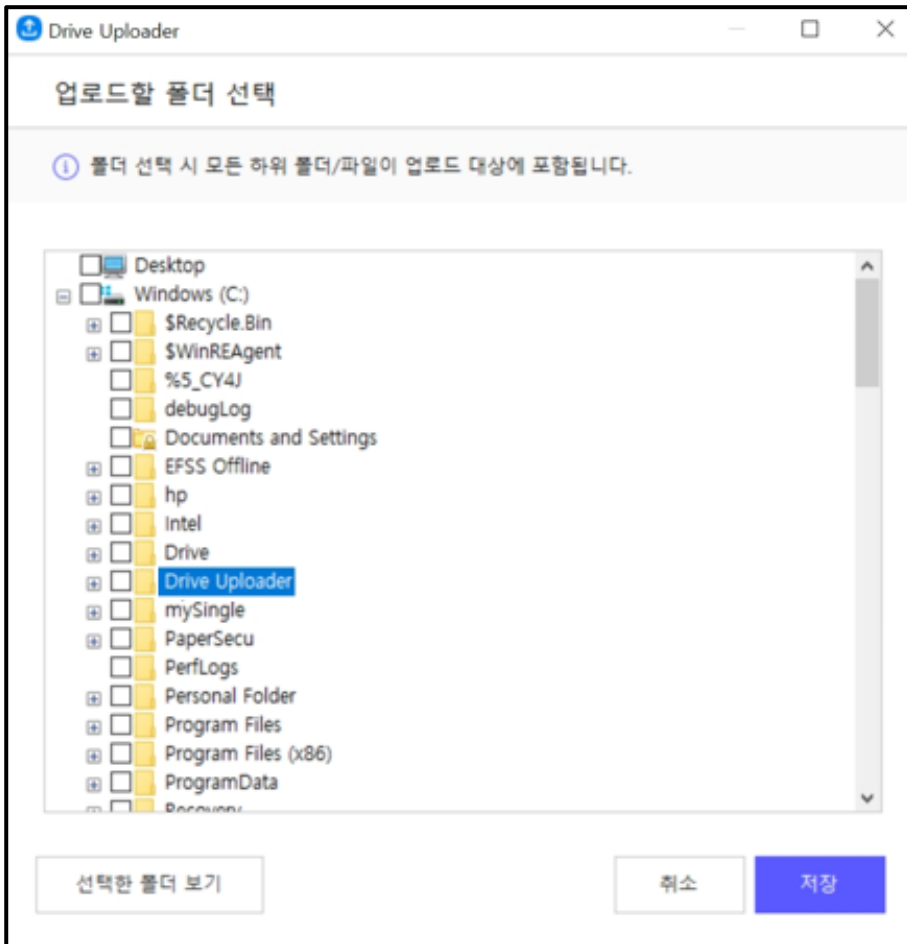 Drive Uploader
업로드할 폴더 선택
폴더 선택 시 모든 하위 폴더/파일이 업로드 대상에 포함됩니다.
Desktop
Windows (C:)
$Recycle.Bin
$WinREAgent
%5_CY4J
debugLog
Documents and Settings
EFSS Offline
hp
Intel
Drive
Drive Uploader
mySingle
PaperSecu
PerfLogs
Personal Folder
Program Files
Program Files (x86)
ProgramData
Recovery
선택한 폴더 보기
취소
저장